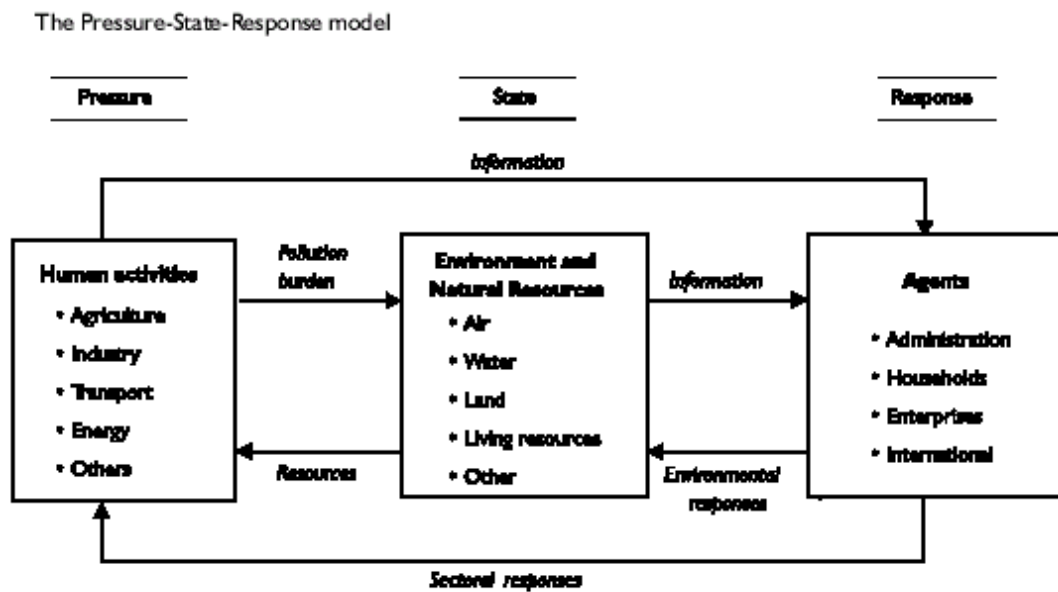 The Pressure-State-Response model
Pressure
State
Response
Information
Human activities
• Agriculture
• Industry
• Transport
• Energy
• Others
Pollution
burden
Resources
Environment and
Natural Resources
• Air
• Water
• Land
• Living resources
• Other
Information
Environmental
responses
Agents
• Administration
• Households
• Enterprises
• International
Sectoral responses